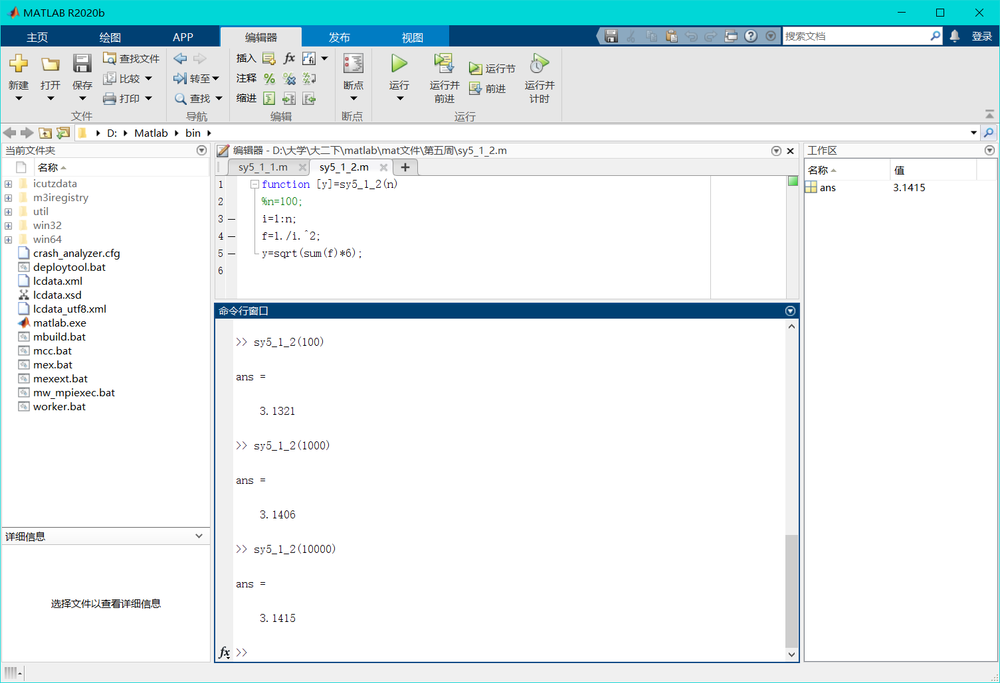 MATLAB R2020b
主页 绘图 APP 编辑器 发布 视图 搜索文档 登录
新建 打开 保存 查找文件 比较 打印 文件
转至 查找 导航
插入 fx fi
注释
缩进
编辑
断点
断点
运行 运行并前进 运行节 前进 运行并计时
运行
D: Matlab bin
当前文件夹
名称
icutzdata
m3iregistry
util
win32
win64
crash_analyzer.cfg
deploytool.bat
lcdata.xml
lcdata.xsd
lcdata_utf8.xml
matlab.exe
mbuild.bat
mcc.bat
mex.bat
mexext.bat
mw_mpiexec.bat
worker.bat
详细信息
选择文件以查看详细信息
编辑器 - D:\大学\大二下\matlab\mat文件\第五周\sy5_1_2.m
sy5_1_1.m sy5_1_2.m
1 function [y]=sy5_1_2(n)
2 %n=100;
3 i=1:n;
4 f=1./i.^2;
5 y=sqrt(sum(f)*6);
6
命令行窗口
>> sy5_1_2(100)
ans =
3.1321
>> sy5_1_2(1000)
ans =
3.1406
>> sy5_1_2(10000)
ans =
3.1415
fx >>
工作区
名称 值
ans 3.1415